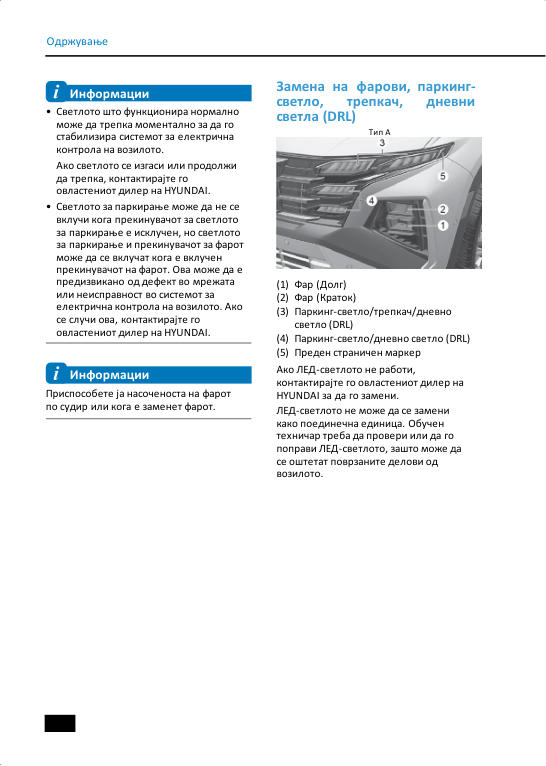 Одржување
i Информации
• Светлото што функционира нормално
може да трепка моментално за да го
стабилизира системот за електрична
контрола на возилото.
Ако светлото се изгаси или продолжи
да трепка, контактирајте го
овластениот дилер на HYUNDAI.
• Светлото за паркирање може да не се
вклучи кога прекинувачот за светлото
за паркирање е исклучен, но светлото
за паркирање и прекинувачот за фарот
може да се вклучат кога е вклучен
прекинувачот на фарот. Ова може да е
предизвикано од дефект во мрежата
или неисправност во системот за
електрична контрола на возилото. Ако
се случи ова, контактирајте го
овластениот дилер на HYUNDAI.
i Информации
Приспособете ја насоченоста на фарот
по судир или кога е заменет фарот.
Замена на фарови, паркинг-
светло, трепкач, дневни
светла (DRL)
Тип A
3
5
4
2
1
(1) Фар (Долг)
(2) Фар (Краток)
(3) Паркинг-светло/трепкач/дневно
светло (DRL)
(4) Паркинг-светло/дневно светло (DRL)
(5) Преден страничен маркер
Ако ЛЕД-светлото не работи,
контактирајте го овластениот дилер на
HYUNDAI за да го замени.
ЛЕД-светлото не може да се замени
како поединечна единица. Обучен
техничар треба да провери или да го
поправи ЛЕД-светлото, зашто може да
се оштетат поврзаните делови од
возилото.